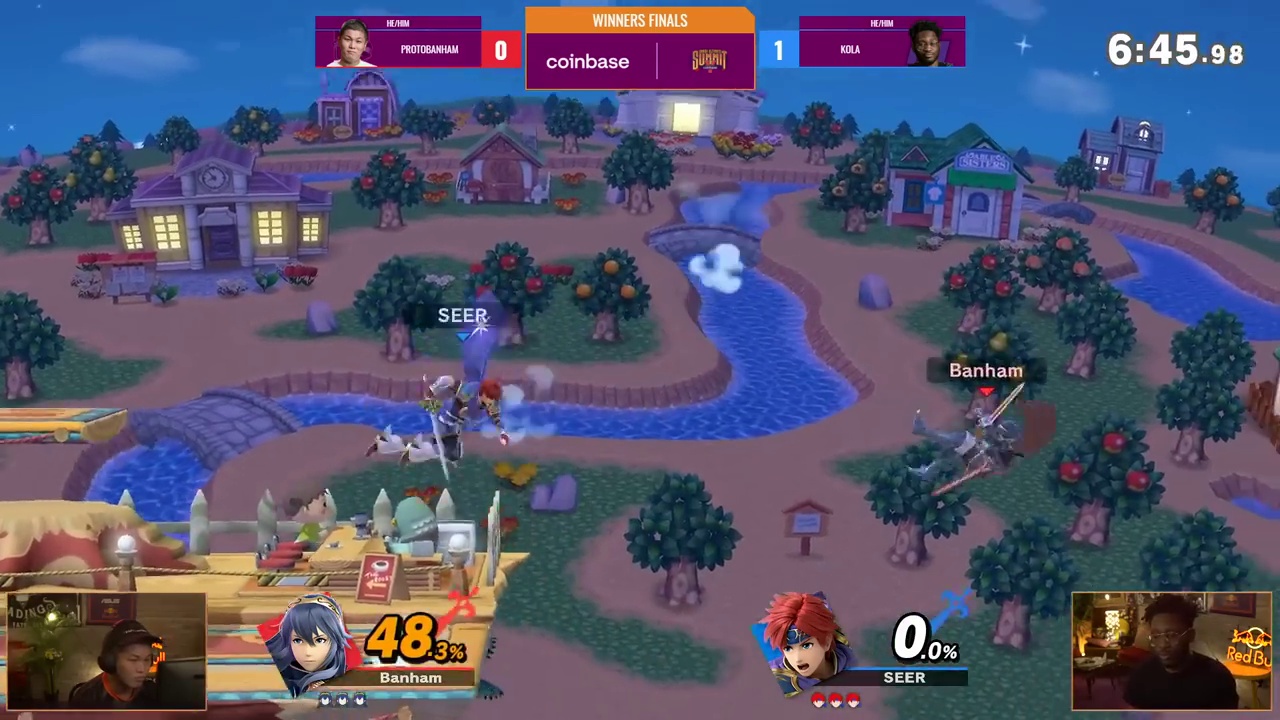 HE/HIM
PROTOBANHAM
0
WINNERS FINALS
coinbase
SUMMIT
1
HE/HIM
KOLA
6:45.98
SEER
Banham
48.3%
Banham
0.0%
SEER
Red Bu